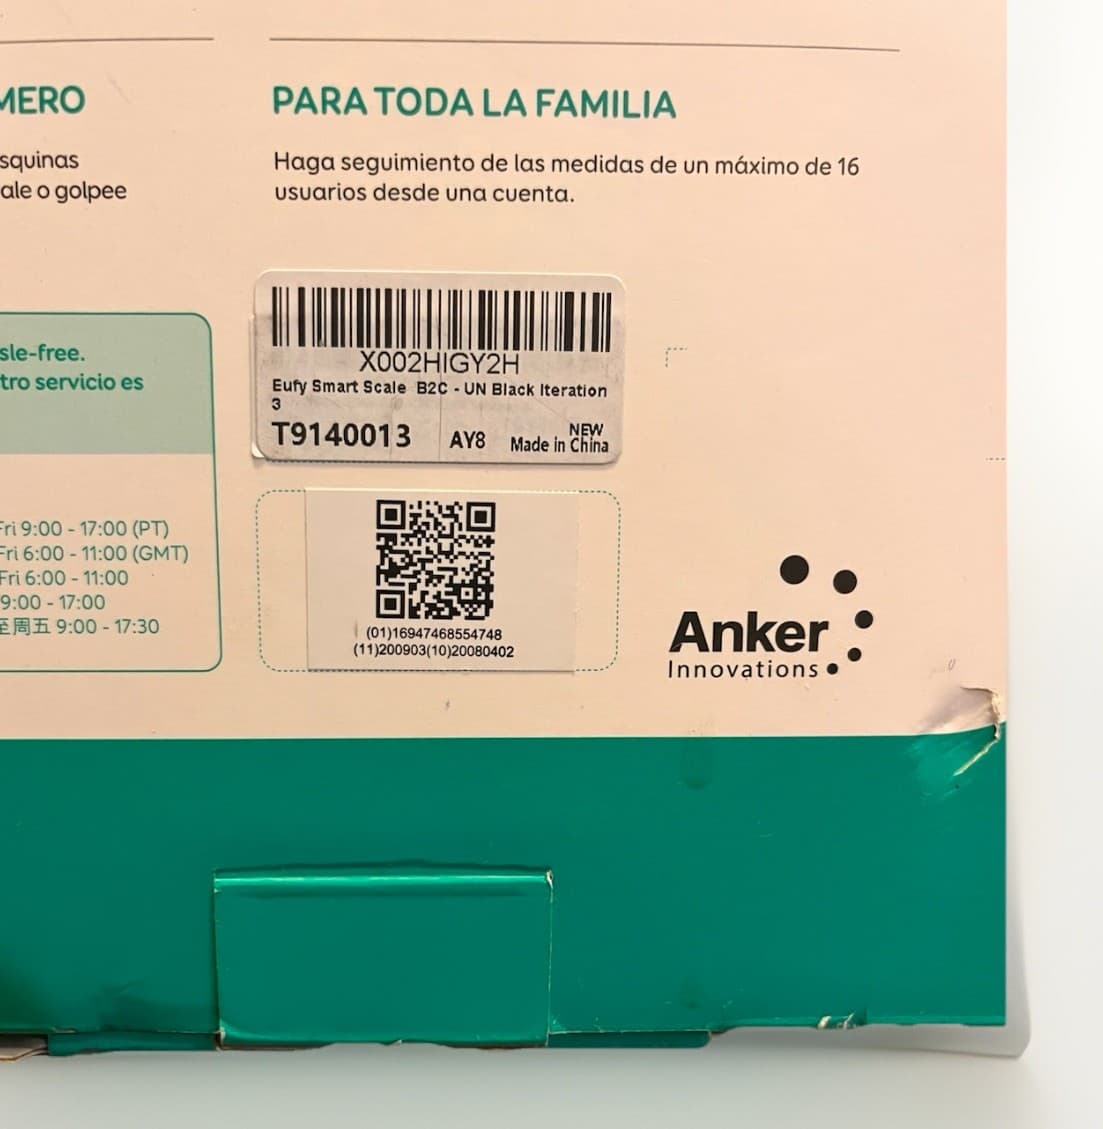 MERO
squinas
ale o golpee
PARA TODA LA FAMILIA
Haga seguimiento de las medidas de un máximo de 16
usuarios desde una cuenta.
sle-free.
tro servicio es
Fri 9:00 - 17:00 (PT)
Fri 6:00 - 11:00 (GMT)
Fri 6:00 - 11:00
9:00 - 17:00
至周五 9:00 - 17:30
X002HIGY2H
Eufy Smart Scale B2C - UN Black Iteration
3
T9140013 AY8 NEW
Made in China
(01)16947468554748
(11)200903(10)20080402
Anker
Innovations